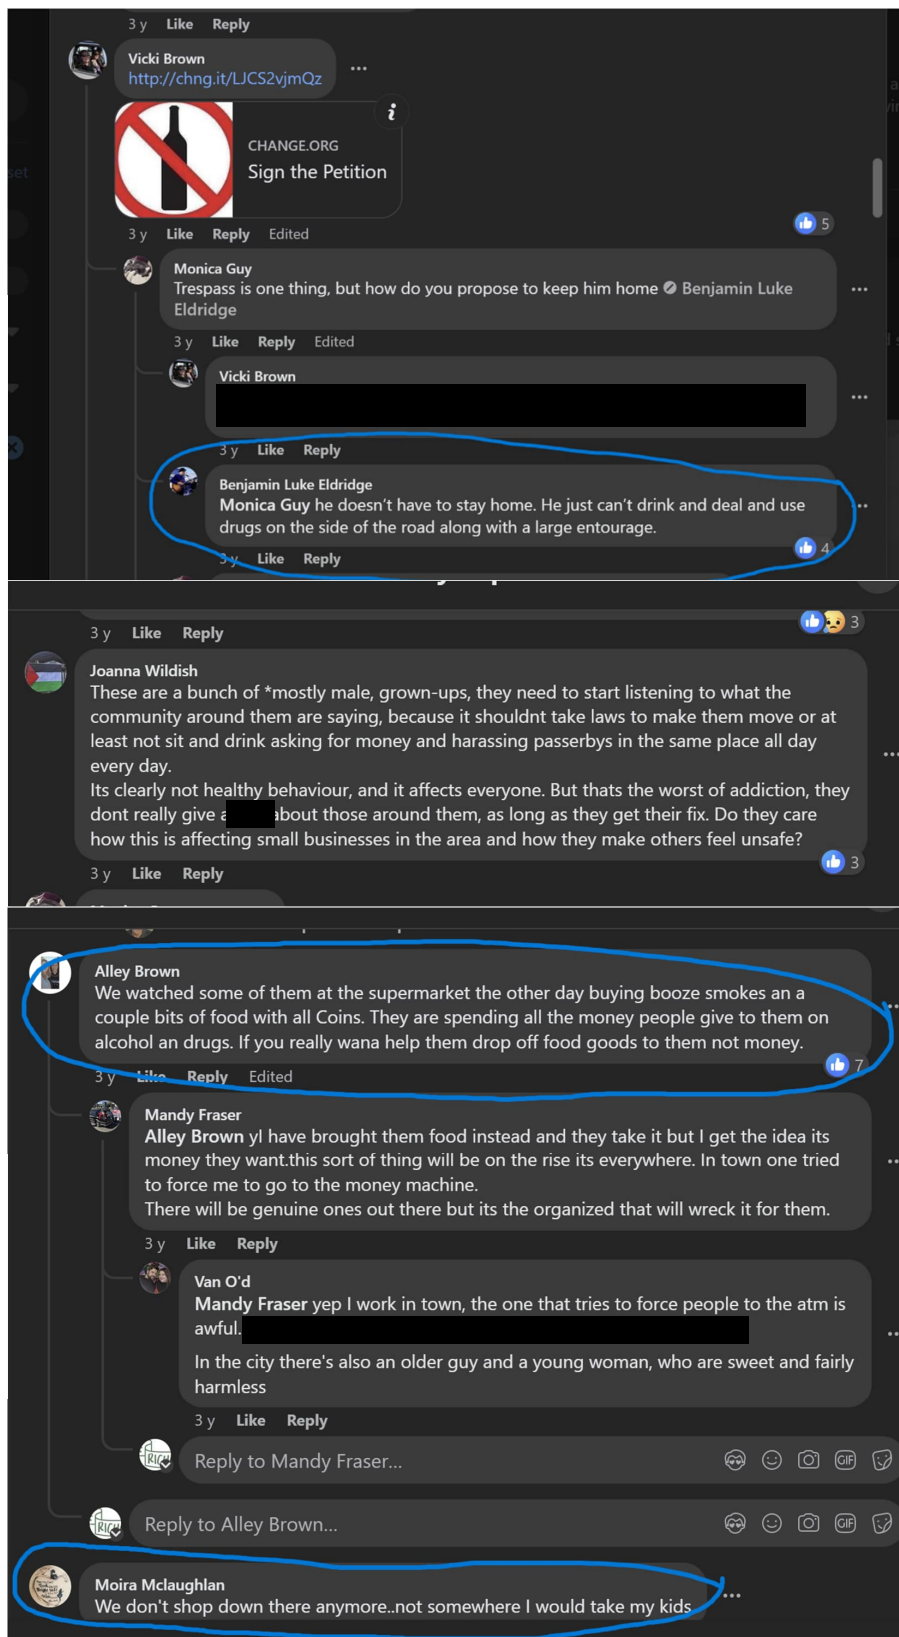 3 y Like Reply
Vicki Brown
http://chng.it/LJCS2vjmQz
CHANGE.ORG
Sign the Petition
5
3 y Like Reply Edited
Monica Guy
Trespass is one thing, but how do you propose to keep him home Benjamin Luke
Eldridge
3 y Like Reply Edited
Vicki Brown
3 y Like Reply
Benjamin Luke Eldridge
Monica Guy he doesn't have to stay home. He just can't drink and deal and use
drugs on the side of the road along with a large entourage.
4
3 y Like Reply
3
3 y Like Reply
Joanna Wildish
These are a bunch of *mostly male, grown-ups, they need to start listening to what the
community around them are saying, because it shouldnt take laws to make them move or at
least not sit and drink asking for money and harassing passerbys in the same place all day
every day.
Its clearly not healthy behaviour, and it affects everyone. But thats the worst of addiction, they
dont really give a about those around them, as long as they get their fix. Do they care
how this is affecting small businesses in the area and how they make others feel unsafe?
3
3 y Like Reply
Alley Brown
We watched some of them at the supermarket the other day buying booze smokes an a
couple bits of food with all Coins. They are spending all the money people give to them on
alcohol an drugs. If you really wana help them drop off food goods to them not money.
7
3 y Like Reply Edited
Mandy Fraser
Alley Brown yI have brought them food instead and they take it but I get the idea its
money they want.this sort of thing will be on the rise its everywhere. In town one tried
to force me to go to the money machine.
There will be genuine ones out there but its the organized that will wreck it for them.
3 y Like Reply
Van O'd
Mandy Fraser yep I work in town, the one that tries to force people to the atm is
awful.
In the city there's also an older guy and a young woman, who are sweet and fairly
harmless
3 y Like Reply
Reply to Mandy Fraser...
GIF
Reply to Alley Brown...
GIF
Moira Mclaughlan
We don't shop down there anymore..not somewhere I would take my kids